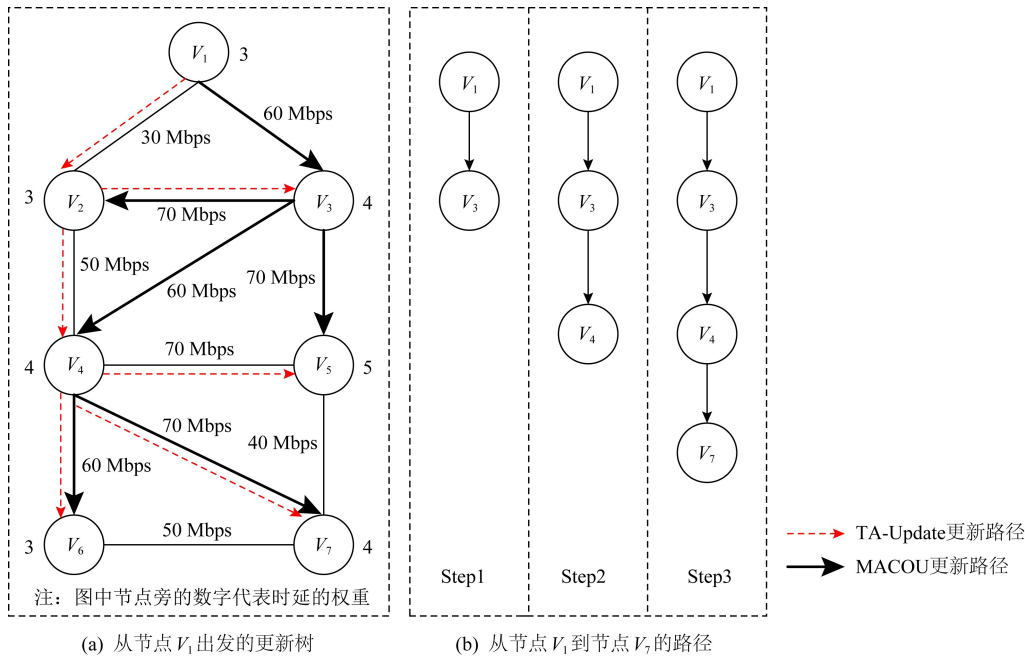 V₁ 3
60 Mbps
30 Mbps
3 V₂
V₃ 4
70 Mbps
50 Mbps
60 Mbps
70 Mbps
4 V₄
70 Mbps
V₅ 5
70 Mbps
40 Mbps
60 Mbps
3 V₆
50 Mbps
V₇ 4
注：图中节点旁的数字代表时延的权重
(a) 从节点V₁出发的更新树
V₁
V₃
Step1
V₁
V₃
V₄
Step2
V₁
V₃
V₄
V₇
Step3
(b) 从节点V₁到节点V₇的路径
TA-Update更新路径
MACOU更新路径